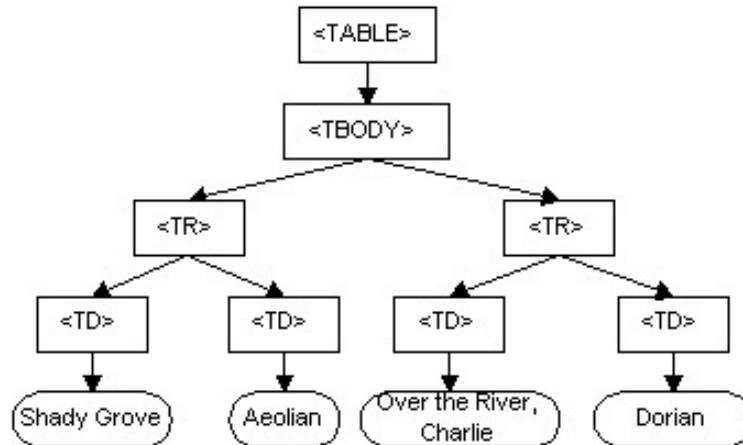 <TABLE>
<TBODY>
<TR>
<TR>
<TD>
<TD>
<TD>
<TD>
Shady Grove
Aeolian
Over the River,
Charlie
Dorian